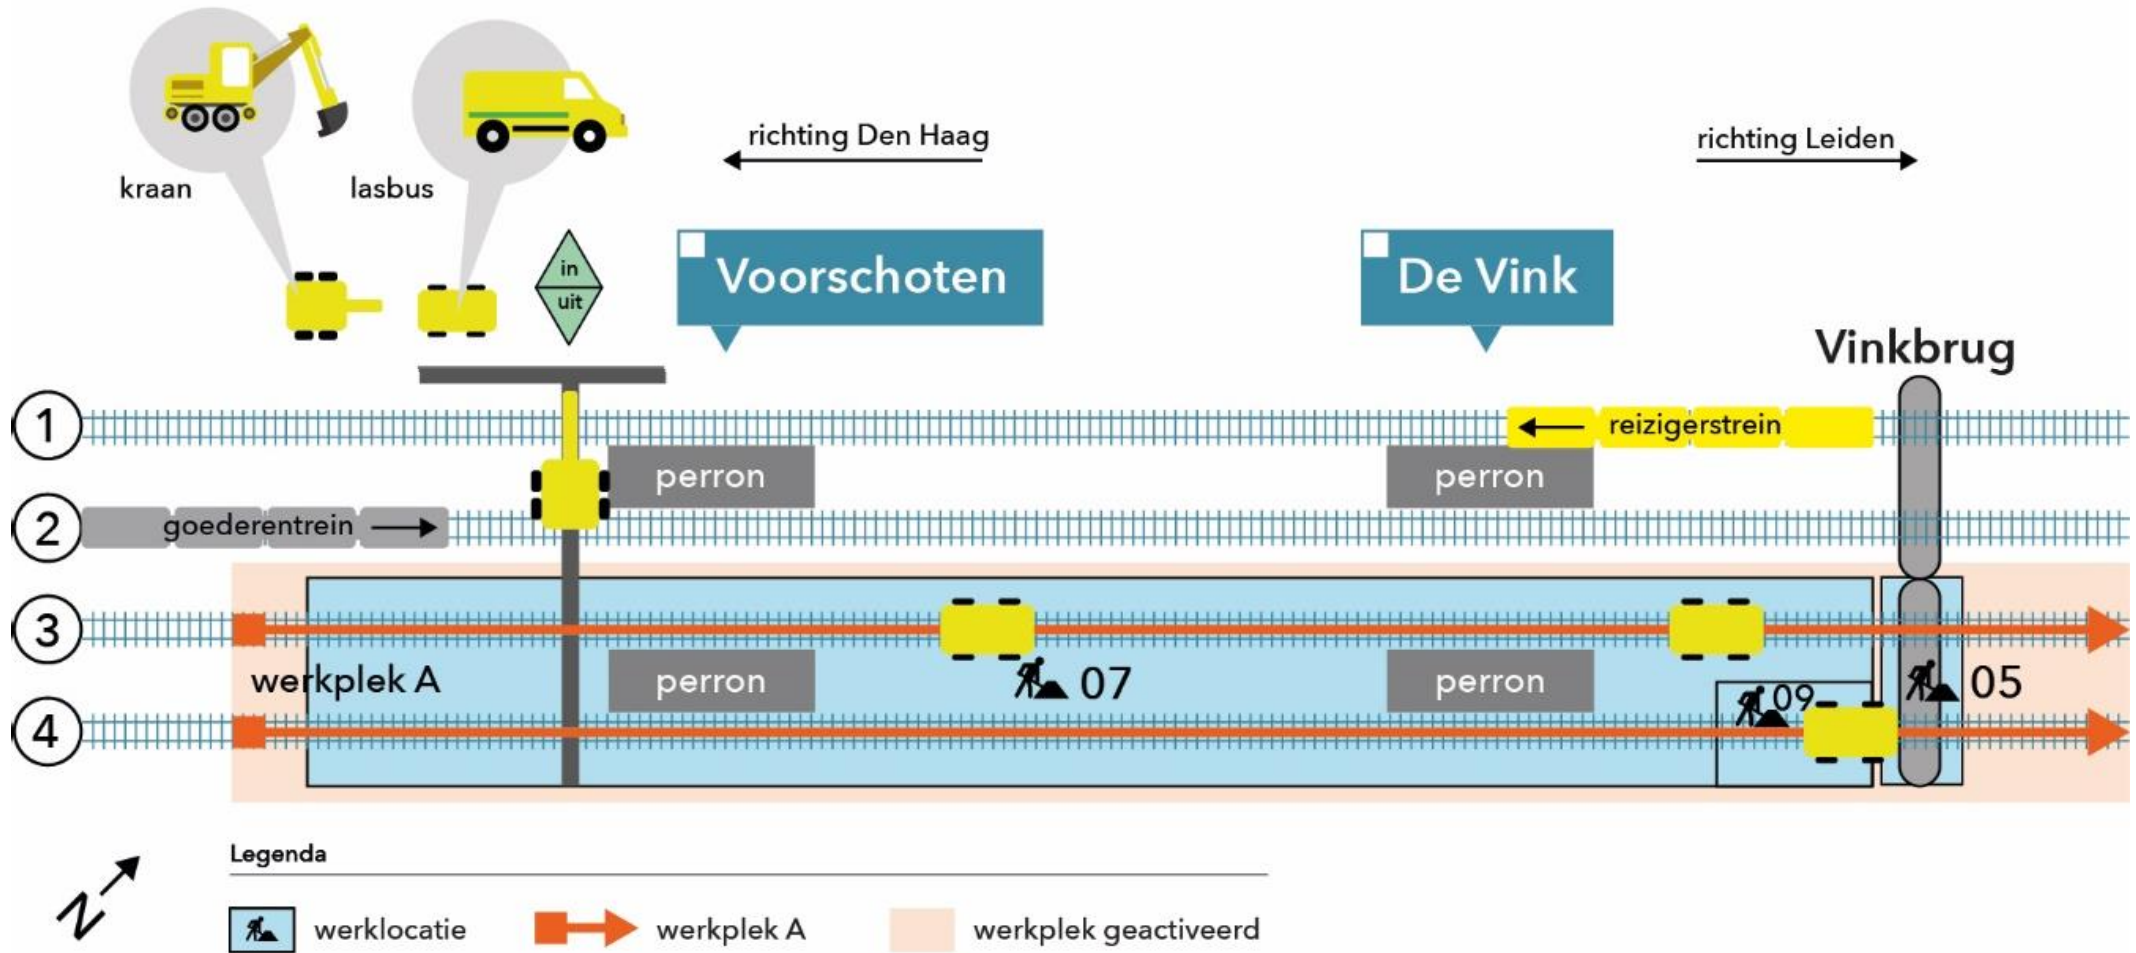 kraan
lasbus
richting Den Haag
richting Leiden
in
uit
Voorschoten
De Vink
Vinkbrug
1
reizigerstrein
perron
perron
2
goederentrein
3
werkplek A
perron
07
perron
09
05
4
N
Legenda
werklocatie
werkplek A
werkplek geactiveerd